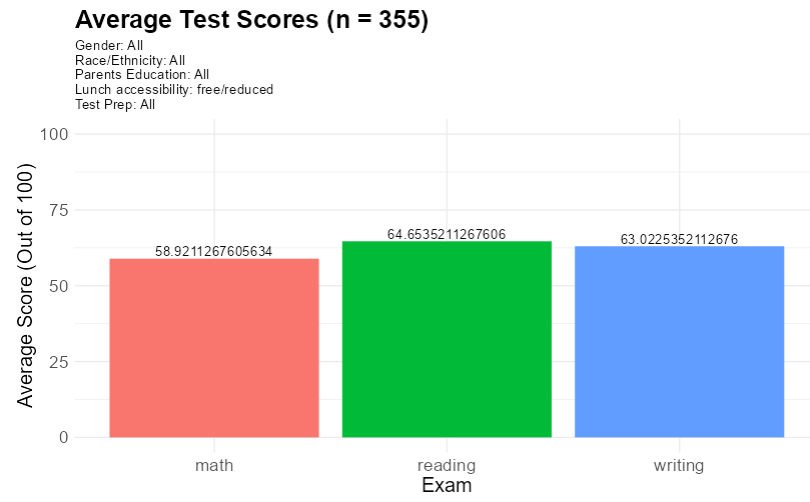 Average Test Scores (n = 355)
Gender: All
Race/Ethnicity: All
Parents Education: All
Lunch accessibility: free/reduced
Test Prep: All
100
75
50
25
0
Average Score (Out of 100)
58.9211267605634
64.6535211267606
63.0225352112676
math
reading
writing
Exam